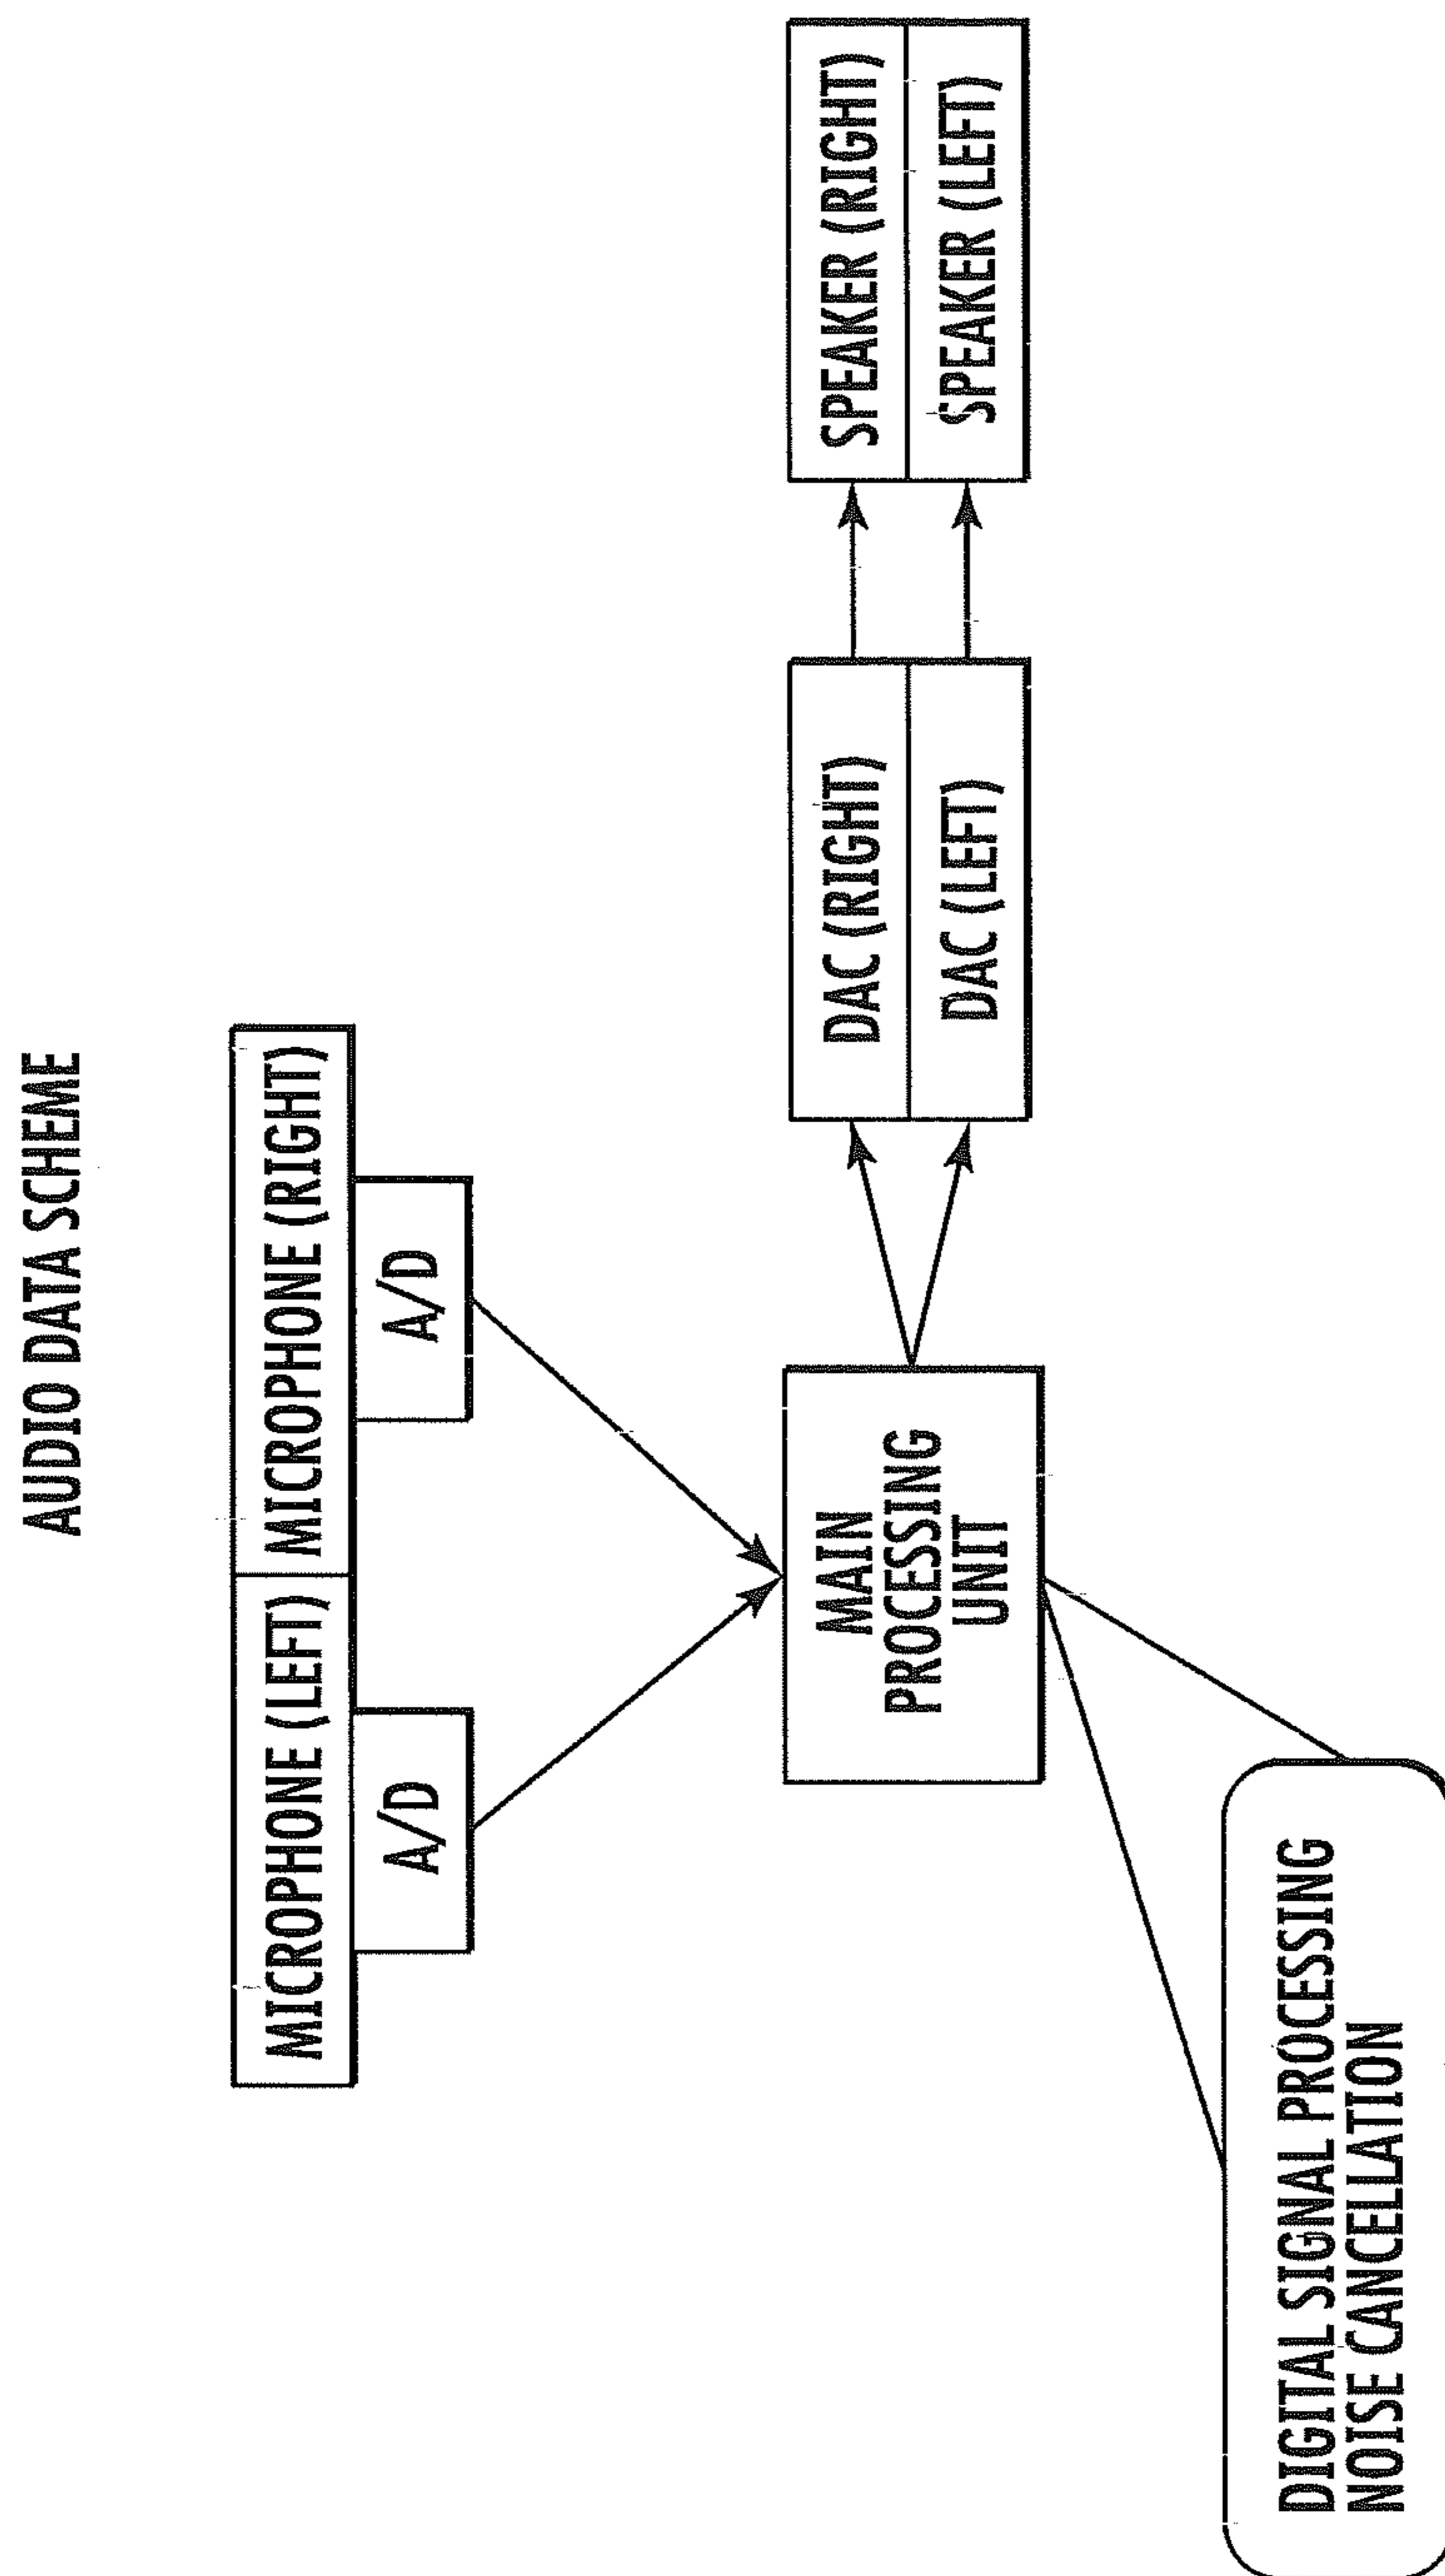 AUDIO DATA SCHEME
MICROPHONE (LEFT)
MICROPHONE (RIGHT)
A/D
A/D
MAIN
PROCESSING
UNIT
DAC (RIGHT)
DAC (LEFT)
SPEAKER (RIGHT)
SPEAKER (LEFT)
DIGITAL SIGNAL PROCESSING
NOISE CANCELLATION